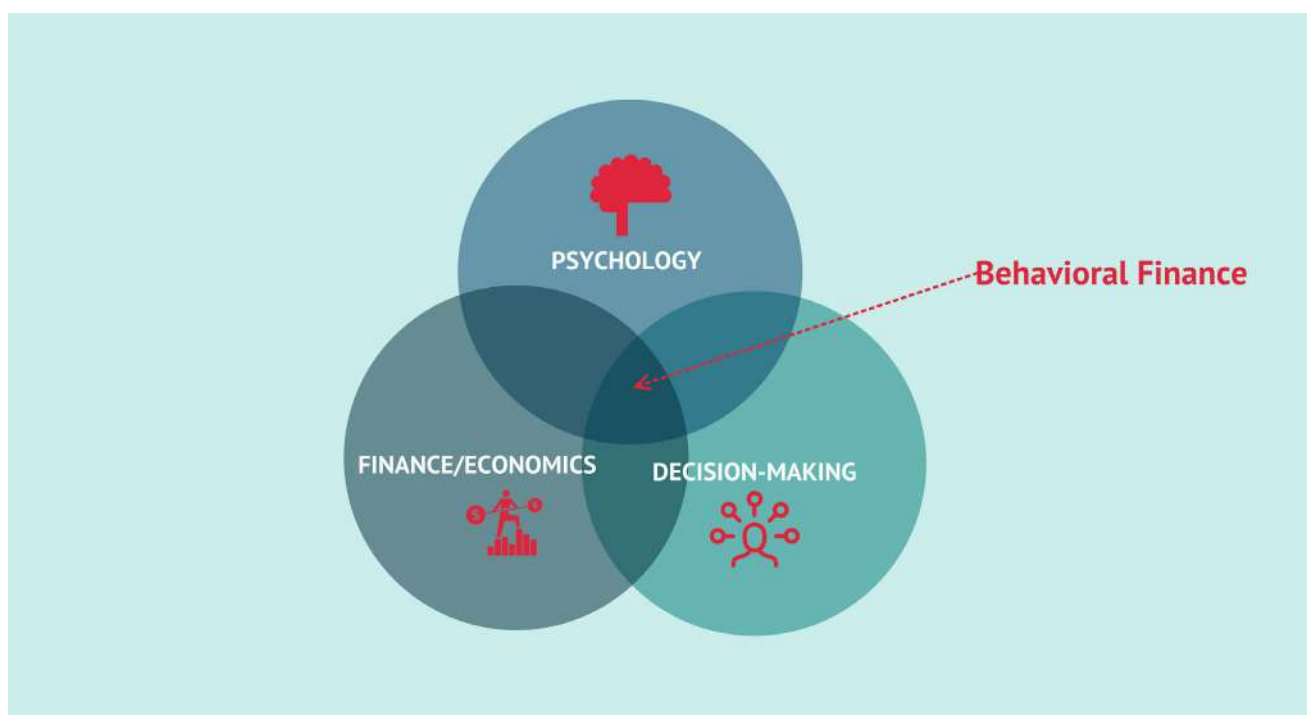 PSYCHOLOGY
Behavioral Finance
FINANCE/ECONOMICS
DECISION-MAKING